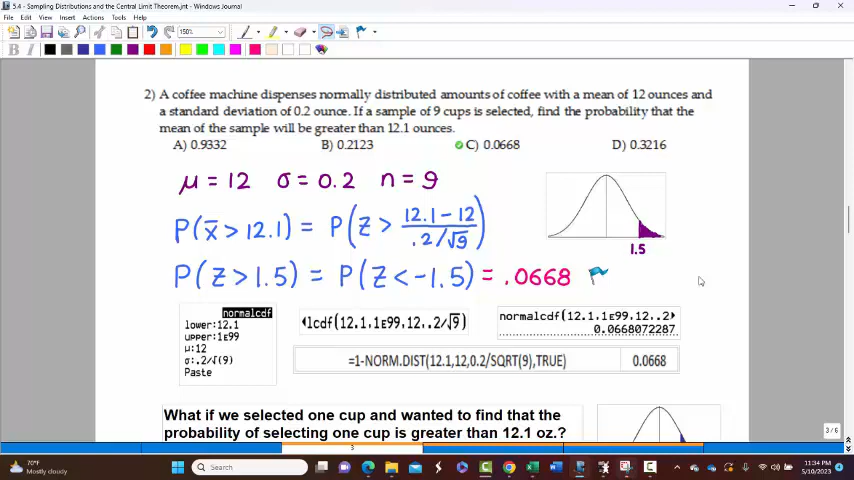 5.4 - Sampling Distributions and the Central Limit Theorem.jnt - Windows Journal
File Edit View Insert Actions Tools Help
150%
B I
2) A coffee machine dispenses normally distributed amounts of coffee with a mean of 12 ounces and
a standard deviation of 0.2 ounce. If a sample of 9 cups is selected, find the probability that the
mean of the sample will be greater than 12.1 ounces.
A) 0.9332 B) 0.2123 C) 0.0668 D) 0.3216
μ = 12 σ = 0.2 n = 9
P(x̄ > 12.1) = P(z > (12.1 - 12)/(.2/√9))
1.5
P(z > 1.5) = P(z < -1.5) = .0668
normalcdf
lower:12.1
upper:1ᴇ99
μ:12
σ:.2/√(9)
Paste
lcdf(12.1,1ᴇ99,12,.2/√9)
normalcdf(12.1,1ᴇ99,12,.2
0.0668072287
=1-NORM.DIST(12.1,12,0.2/SQRT(9),TRUE) 0.0668
What if we selected one cup and wanted to find that the
probability of selecting one cup is greater than 12.1 oz.?
3 / 6
3
70°F
Mostly cloudy
Search
11:34 PM
5/10/2023